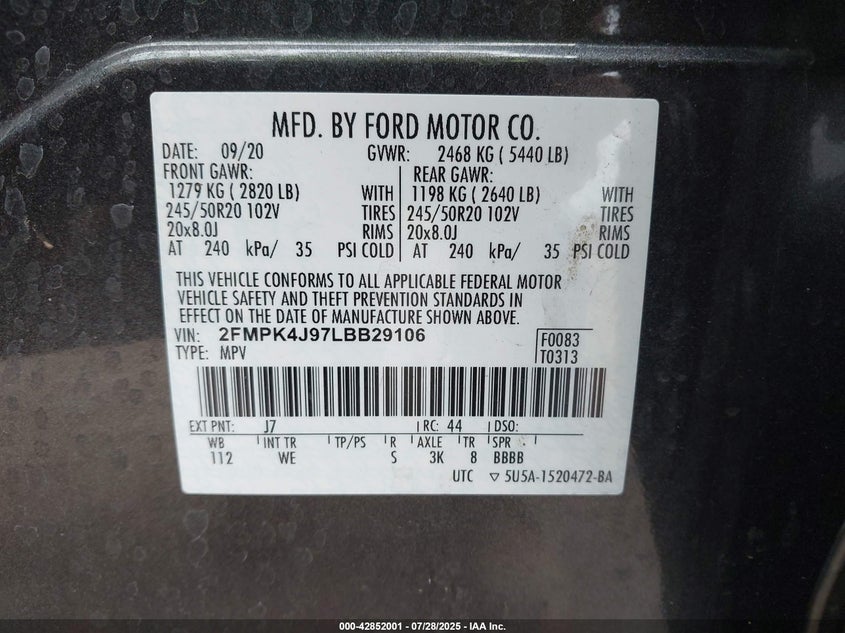 MFD. BY FORD MOTOR CO.
DATE: 09/20 GVWR: 2468 KG ( 5440 LB)
FRONT GAWR: REAR GAWR:
1279 KG ( 2820 LB) WITH 1198 KG ( 2640 LB) WITH
245/50R20 102V TIRES 245/50R20 102V TIRES
20x8.0J RIMS 20x8.0J RIMS
AT 240 kPa/ 35 PSI COLD AT 240 kPa/ 35 PSI COLD
THIS VEHICLE CONFORMS TO ALL APPLICABLE FEDERAL MOTOR
VEHICLE SAFETY AND THEFT PREVENTION STANDARDS IN
EFFECT ON THE DATE OF MANUFACTURE SHOWN ABOVE.
VIN: 2FMPK4J97LBB29106 F0083
TYPE: MPV T0313
EXT PNT: J7 RC: 44 DSO:
WB INT TR TP/PS R AXLE TR SPR
112 WE S 3K 8 BBBB
UTC ▽ 5U5A-1520472-BA
000-42852001 | 07/28/2025 - IAA Inc.